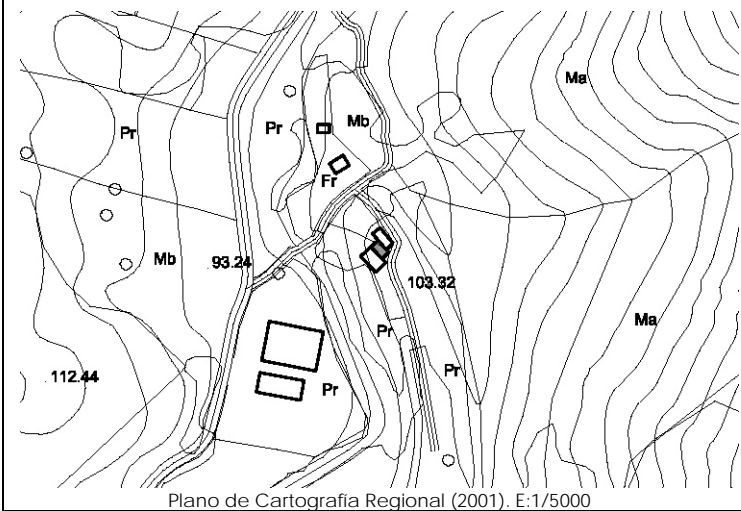 Ma
Mb
Pr
Pr
Fr
Mb
93.24
103.32
Ma
Pr
112.44
Pr
Pr
Plano de Cartografía Regional (2001). E:1/5000